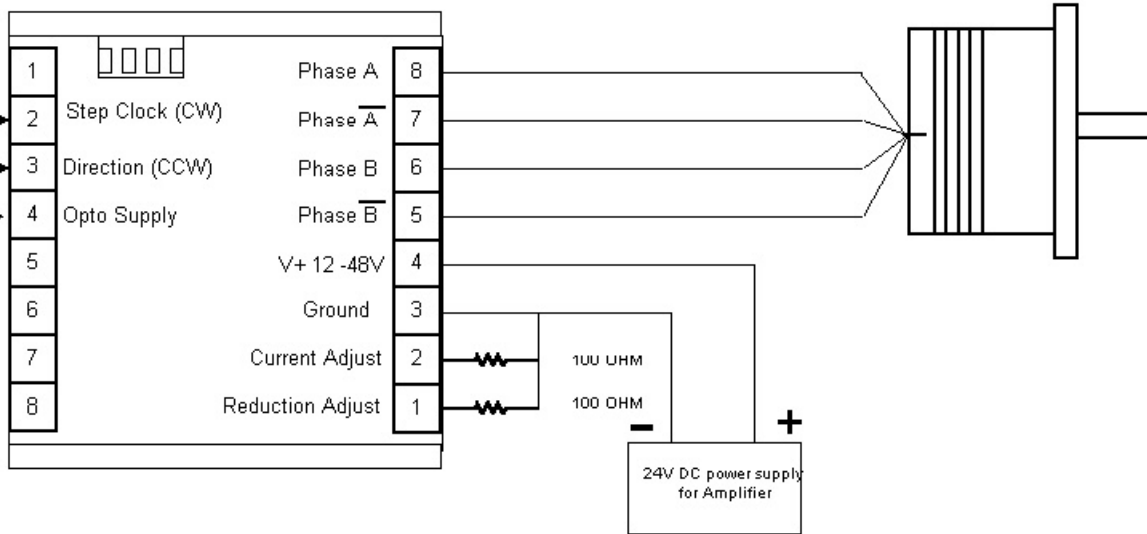 1
2 Step Clock (CW)
3 Direction (CCW)
4 Opto Supply
5
6
7
8
Phase A 8
Phase A̅ 7
Phase B 6
Phase B̅ 5
V+ 12 -48V 4
Ground 3
Current Adjust 2
Reduction Adjust 1
100 OHM
100 OHM
- +
24V DC power supply
for Amplifier